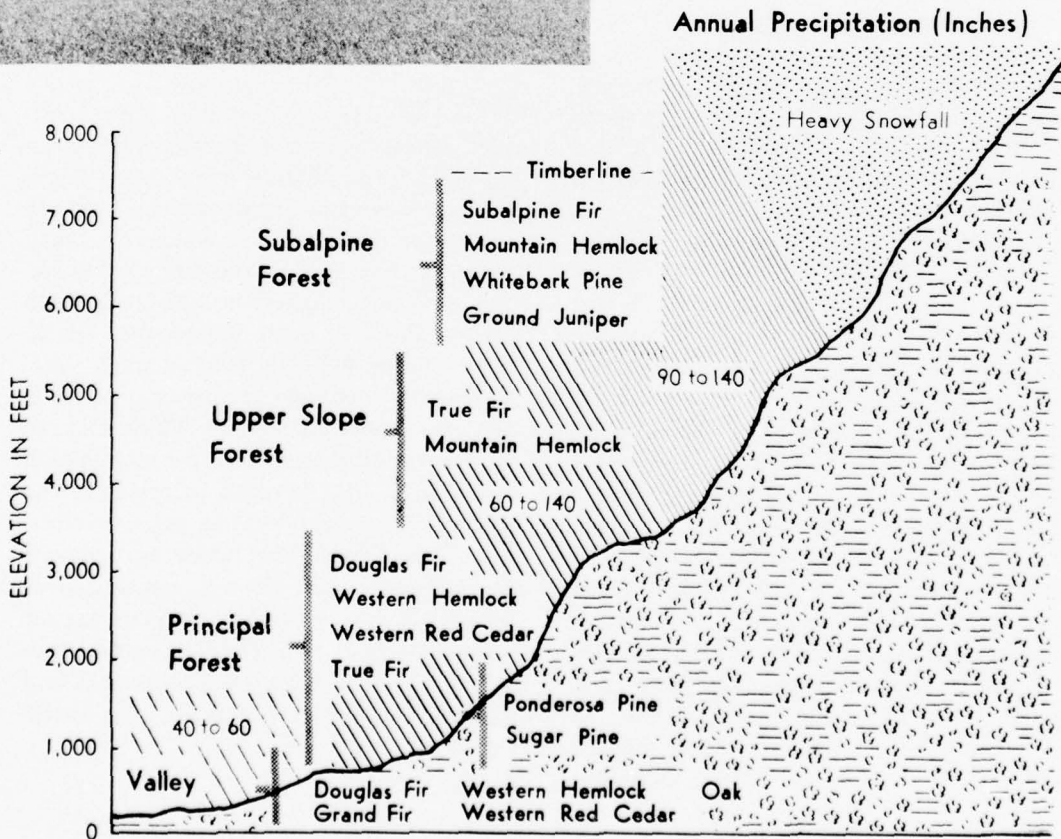 Annual Precipitation (Inches)
Heavy Snowfall
8,000
Timberline
7,000
Subalpine Fir
Subalpine
Forest
Mountain Hemlock
Whitebark Pine
6,000
Ground Juniper
ELEVATION IN FEET
5,000
90 to 140
Upper Slope
Forest
True Fir
Mountain Hemlock
4,000
60 to 140
3,000
Douglas Fir
Western Hemlock
Principal
Forest
Western Red Cedar
2,000
True Fir
Ponderosa Pine
Sugar Pine
40 to 60
1,000
Valley
Douglas Fir Western Hemlock Oak
Grand Fir Western Red Cedar
0